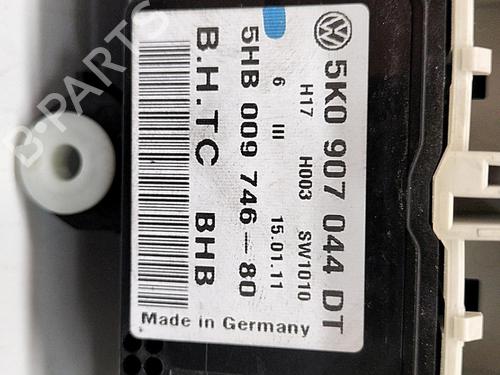 5K0 907 044 DT
H17 H003 SW1010
6 III 15.01.11
5HB 009 746-80
B.H.TC BHB
Made in Germany
B-PARTS